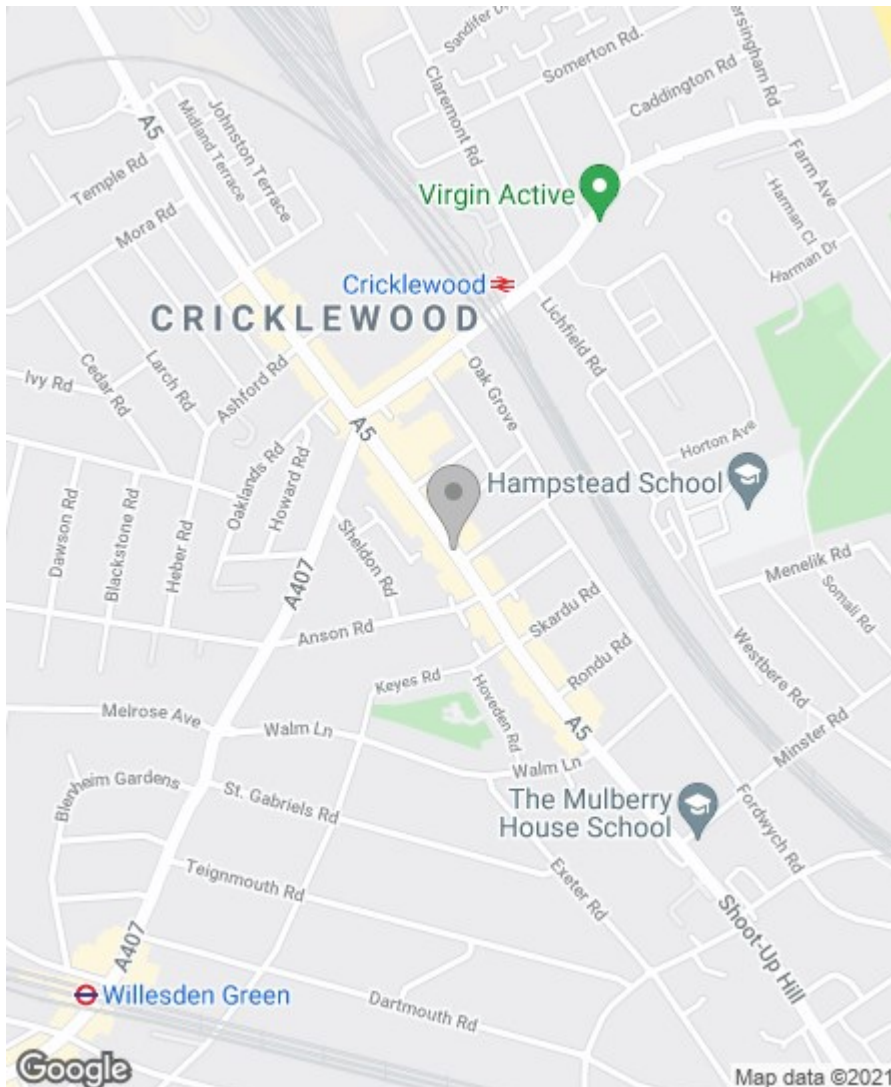 Sandifer Dr
Somerton Rd.
Claremont Rd
Caddington Rd
ersingham Rd
A5
Midland Terrace
Johnston Terrace
Temple Rd
Farm Ave
Virgin Active
Mora Rd
Harman Cl
Harman Dr
Cricklewood
CRICKLEWOOD
Lichfield Rd
Ivy Rd
Cedar Rd
Larch Rd
Ashford Rd
Oak Grove
A5
Horton Ave
Oaklands Rd
Howard Rd
Hampstead School
Dawson Rd
Blackstone Rd
Heber Rd
Sheldon Rd
A407
Menelik Rd
Somali Rd
Skardu Rd
Anson Rd
Westbere Rd
Rondu Rd
Keyes Rd
Hoveden Rd
Melrose Ave
Walm Ln
A5
Minster Rd
Walm Ln
Blenheim Gardens
St. Gabriels Rd
The Mulberry
House School
Fordwych Rd
Teignmouth Rd
Exeter Rd
Shoot-Up Hill
A407
Willesden Green
Dartmouth Rd
Google
Map data ©2021